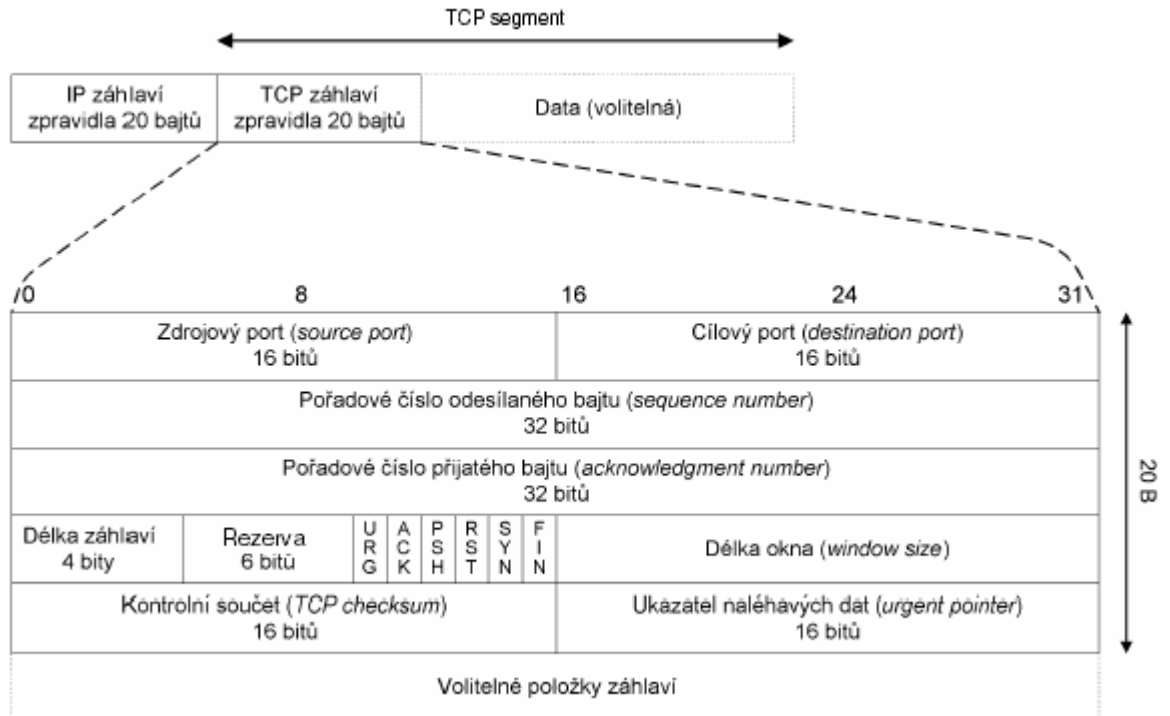 TCP segment
IP záhlaví
zpravidla 20 bajtů
TCP záhlaví
zpravidla 20 bajtů
Data (volitelná)
0 8 16 24 31
Zdrojový port (source port)
16 bitů
Cílový port (destination port)
16 bitů
Pořadové číslo odesílaného bajtu (sequence number)
32 bitů
Pořadové číslo přijatého bajtu (acknowledgment number)
32 bitů
Délka záhlaví
4 bity
Rezerva
6 bitů
URG
ACK
PSH
RST
SYN
FIN
Délka okna (window size)
Kontrolní součet (TCP checksum)
16 bitů
Ukazatel naléhavých dat (urgent pointer)
16 bitů
20 B
Volitelné položky záhlaví